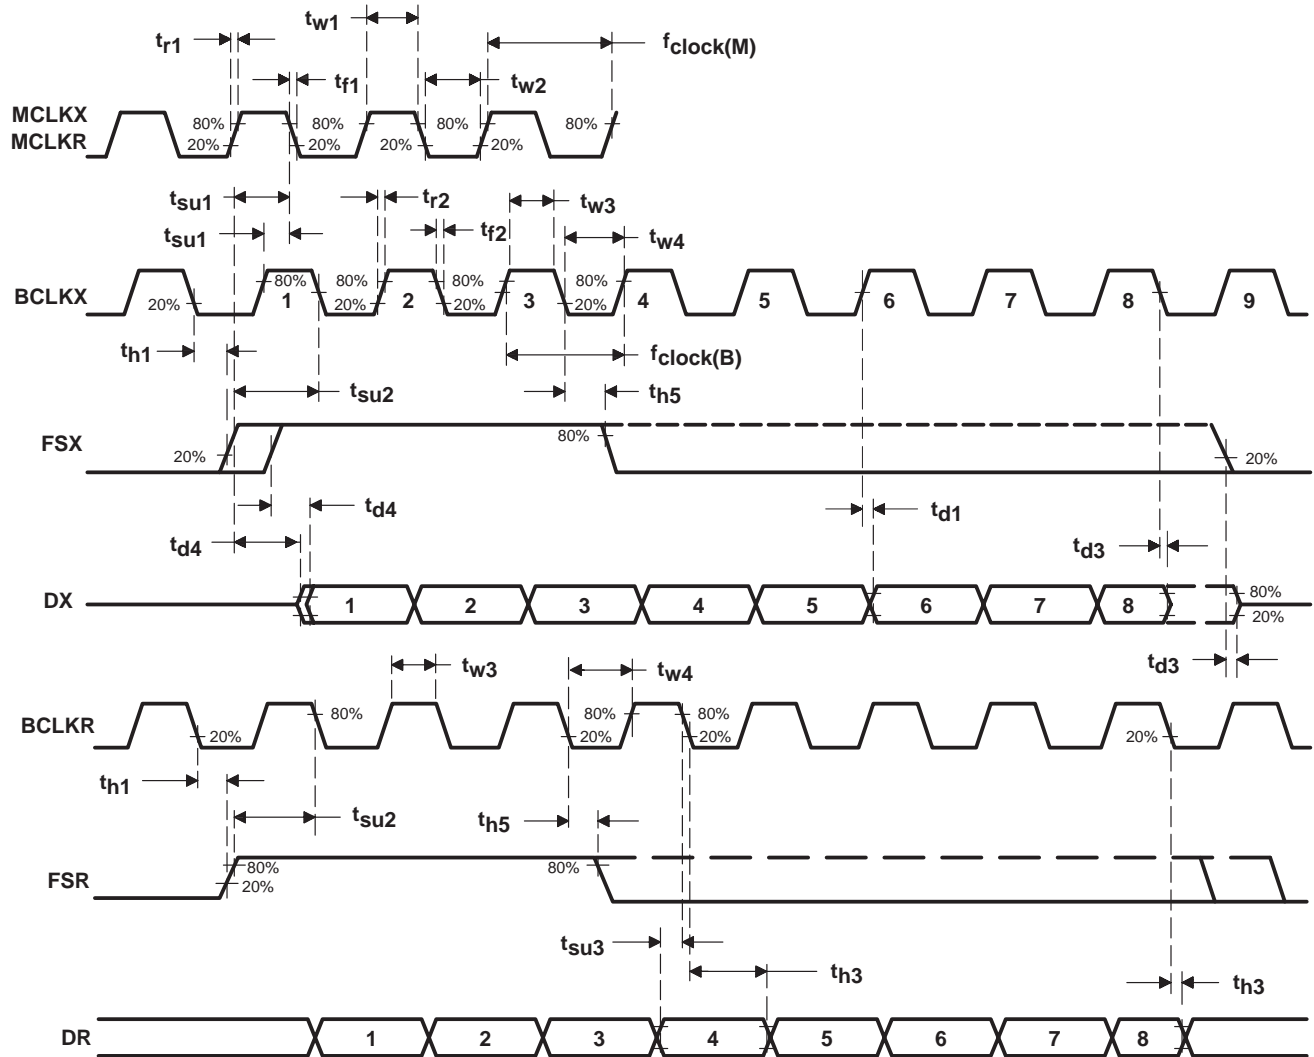 tw1
tr1
fclock(M)
tf1
tw2
MCLKX
MCLKR
80% 80% 80% 80%
20% 20% 20% 20%
tsu1
tr2
tw3
tsu1
tf2
tw4
BCLKX
80% 80% 80% 80%
20% 20% 20% 20%
1 2 3 4 5 6 7 8 9
th1
fclock(B)
tsu2
th5
FSX
80%
20% 20%
td4
td1
td4
td3
DX
1 2 3 4 5 6 7 8
80%
20%
tw3
tw4
td3
BCLKR
80% 80% 80%
20% 20% 20% 20%
th1
tsu2
th5
FSR
80% 80%
20%
tsu3
th3
th3
DR
1 2 3 4 5 6 7 8